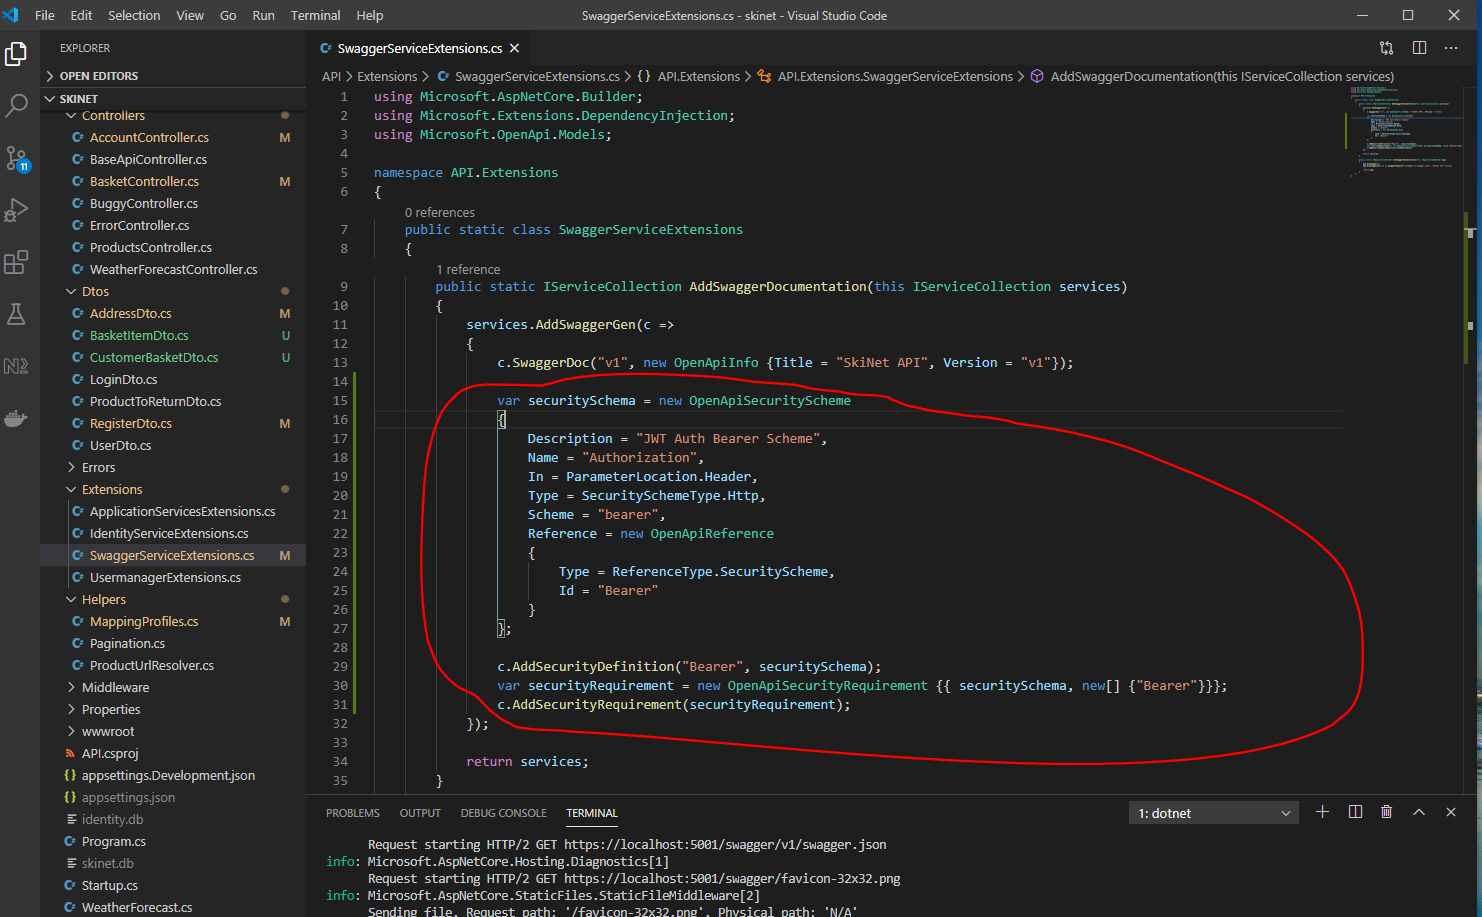 File Edit Selection View Go Run Terminal Help
SwaggerServiceExtensions.cs - skinet - Visual Studio Code
EXPLORER
OPEN EDITORS
SKINET
Controllers
AccountController.cs M
BaseApiController.cs
BasketController.cs M
BuggyController.cs
ErrorController.cs
ProductsController.cs
WeatherForecastController.cs
Dtos
AddressDto.cs M
BasketItemDto.cs U
CustomerBasketDto.cs U
LoginDto.cs
ProductToReturnDto.cs
RegisterDto.cs M
UserDto.cs
Errors
Extensions
ApplicationServicesExtensions.cs
IdentityServiceExtensions.cs
SwaggerServiceExtensions.cs M
UsermanagerExtensions.cs
Helpers
MappingProfiles.cs M
Pagination.cs
ProductUrlResolver.cs
Middleware
Properties
wwwroot
API.csproj
appsettings.Development.json
appsettings.json
identity.db
Program.cs
skinet.db
Startup.cs
WeatherForecast.cs
11
SwaggerServiceExtensions.cs
API > Extensions > SwaggerServiceExtensions.cs > {} API.Extensions > API.Extensions.SwaggerServiceExtensions > AddSwaggerDocumentation(this IServiceCollection services)
1 using Microsoft.AspNetCore.Builder;
2 using Microsoft.Extensions.DependencyInjection;
3 using Microsoft.OpenApi.Models;
4
5 namespace API.Extensions
6 {
0 references
7 public static class SwaggerServiceExtensions
8 {
1 reference
9 public static IServiceCollection AddSwaggerDocumentation(this IServiceCollection services)
10 {
11 services.AddSwaggerGen(c =>
12 {
13 c.SwaggerDoc("v1", new OpenApiInfo {Title = "SkiNet API", Version = "v1"});
14
15 var securitySchema = new OpenApiSecurityScheme
16 {
17 Description = "JWT Auth Bearer Scheme",
18 Name = "Authorization",
19 In = ParameterLocation.Header,
20 Type = SecuritySchemeType.Http,
21 Scheme = "bearer",
22 Reference = new OpenApiReference
23 {
24 Type = ReferenceType.SecurityScheme,
25 Id = "Bearer"
26 }
27 };
28
29 c.AddSecurityDefinition("Bearer", securitySchema);
30 var securityRequirement = new OpenApiSecurityRequirement {{ securitySchema, new[] {"Bearer"}}};
31 c.AddSecurityRequirement(securityRequirement);
32 });
33
34 return services;
35 }
PROBLEMS OUTPUT DEBUG CONSOLE TERMINAL
1: dotnet
Request starting HTTP/2 GET https://localhost:5001/swagger/v1/swagger.json
info: Microsoft.AspNetCore.Hosting.Diagnostics[1]
Request starting HTTP/2 GET https://localhost:5001/swagger/favicon-32x32.png
info: Microsoft.AspNetCore.StaticFiles.StaticFileMiddleware[2]
Sending file. Request path: '/favicon-32x32.png'. Physical path: 'N/A'